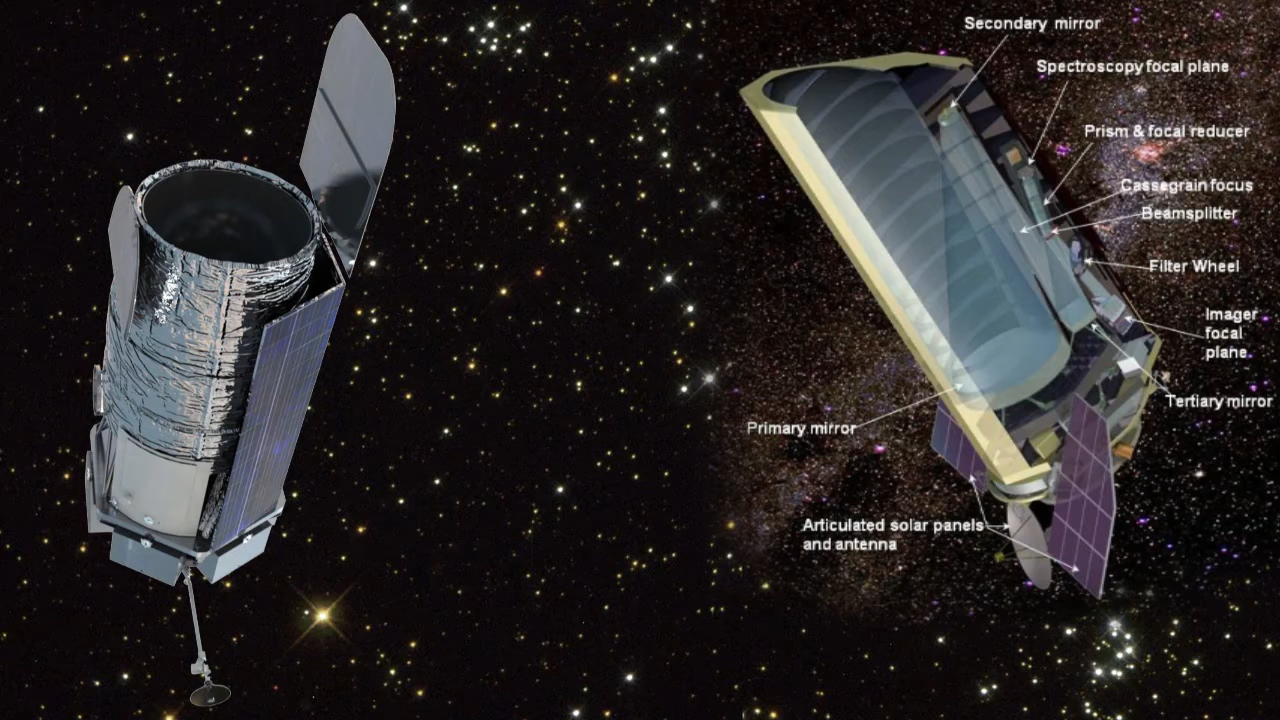 Secondary mirror
Spectroscopy focal plane
Prism & focal reducer
Cassegrain focus
Beamsplitter
Filter Wheel
Imager
focal
plane
Tertiary mirror
Primary mirror
Articulated solar panels
and antenna